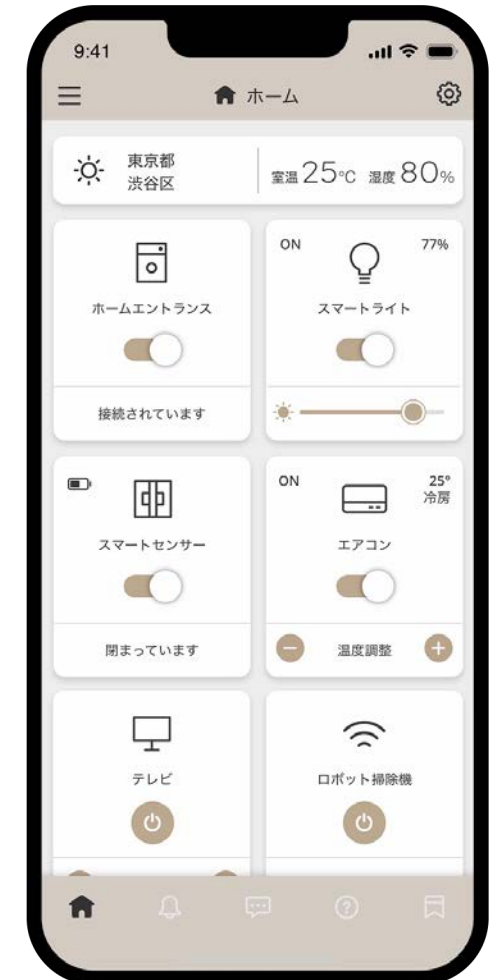 9:41
ホーム
東京都
渋谷区
室温 25℃ 湿度 80%
ホームエントランス
接続されています
ON 77%
スマートライト
スマートセンサー
閉まっています
ON 25°
冷房
エアコン
温度調整
テレビ
ロボット掃除機